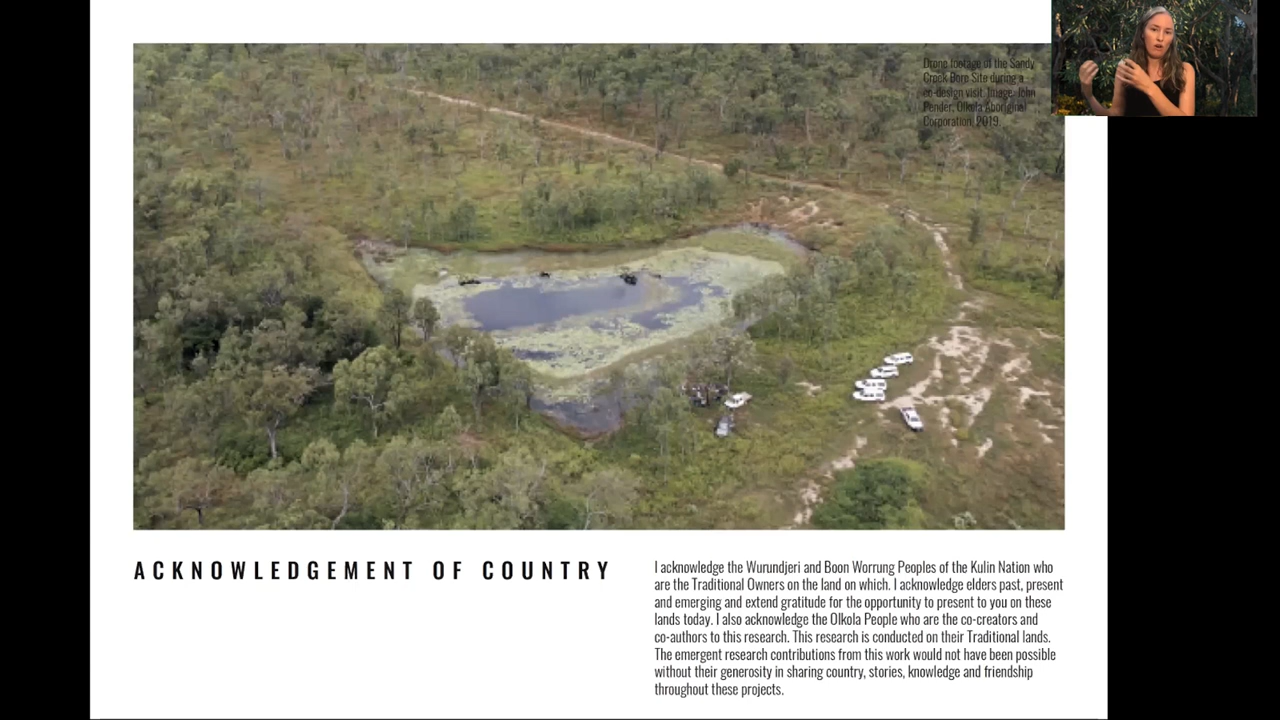 Drone footage of the Sandy
Creek Bore Site during a
co-design visit. Image: John
Pender, Olkola Aboriginal
Corporation, 2019.
ACKNOWLEDGEMENT OF COUNTRY
I acknowledge the Wurundjeri and Boon Worrung Peoples of the Kulin Nation who
are the Traditional Owners on the land on which. I acknowledge elders past, present
and emerging and extend gratitude for the opportunity to present to you on these
lands today. I also acknowledge the Olkola People who are the co-creators and
co-authors to this research. This research is conducted on their Traditional lands.
The emergent research contributions from this work would not have been possible
without their generosity in sharing country, stories, knowledge and friendship
throughout these projects.